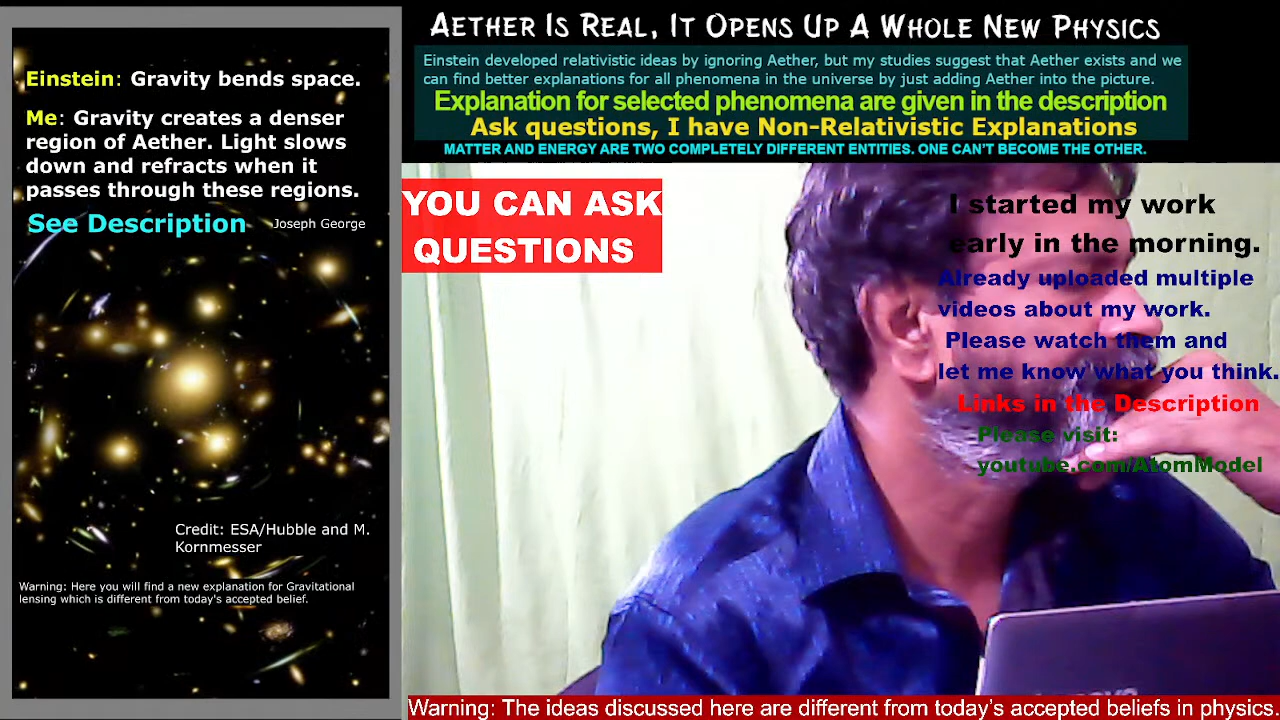 Einstein: Gravity bends space.
Me: Gravity creates a denser
region of Aether. Light slows
down and refracts when it
passes through these regions.
See Description Joseph George
Credit: ESA/Hubble and M.
Kornmesser
Warning: Here you will find a new explanation for Gravitational
lensing which is different from today's accepted belief.
Aether Is Real, It Opens Up A Whole New Physics
Einstein developed relativistic ideas by ignoring Aether, but my studies suggest that Aether exists and we
can find better explanations for all phenomena in the universe by just adding Aether into the picture.
Explanation for selected phenomena are given in the description
Ask questions, I have Non-Relativistic Explanations
MATTER AND ENERGY ARE TWO COMPLETELY DIFFERENT ENTITIES. ONE CAN'T BECOME THE OTHER.
YOU CAN ASK
QUESTIONS
I started my work
early in the morning.
Already uploaded multiple
videos about my work.
Please watch them and
let me know what you think.
Links in the Description
Please visit:
youtube.com/AtomModel
Warning: The ideas discussed here are different from today's accepted beliefs in physics.